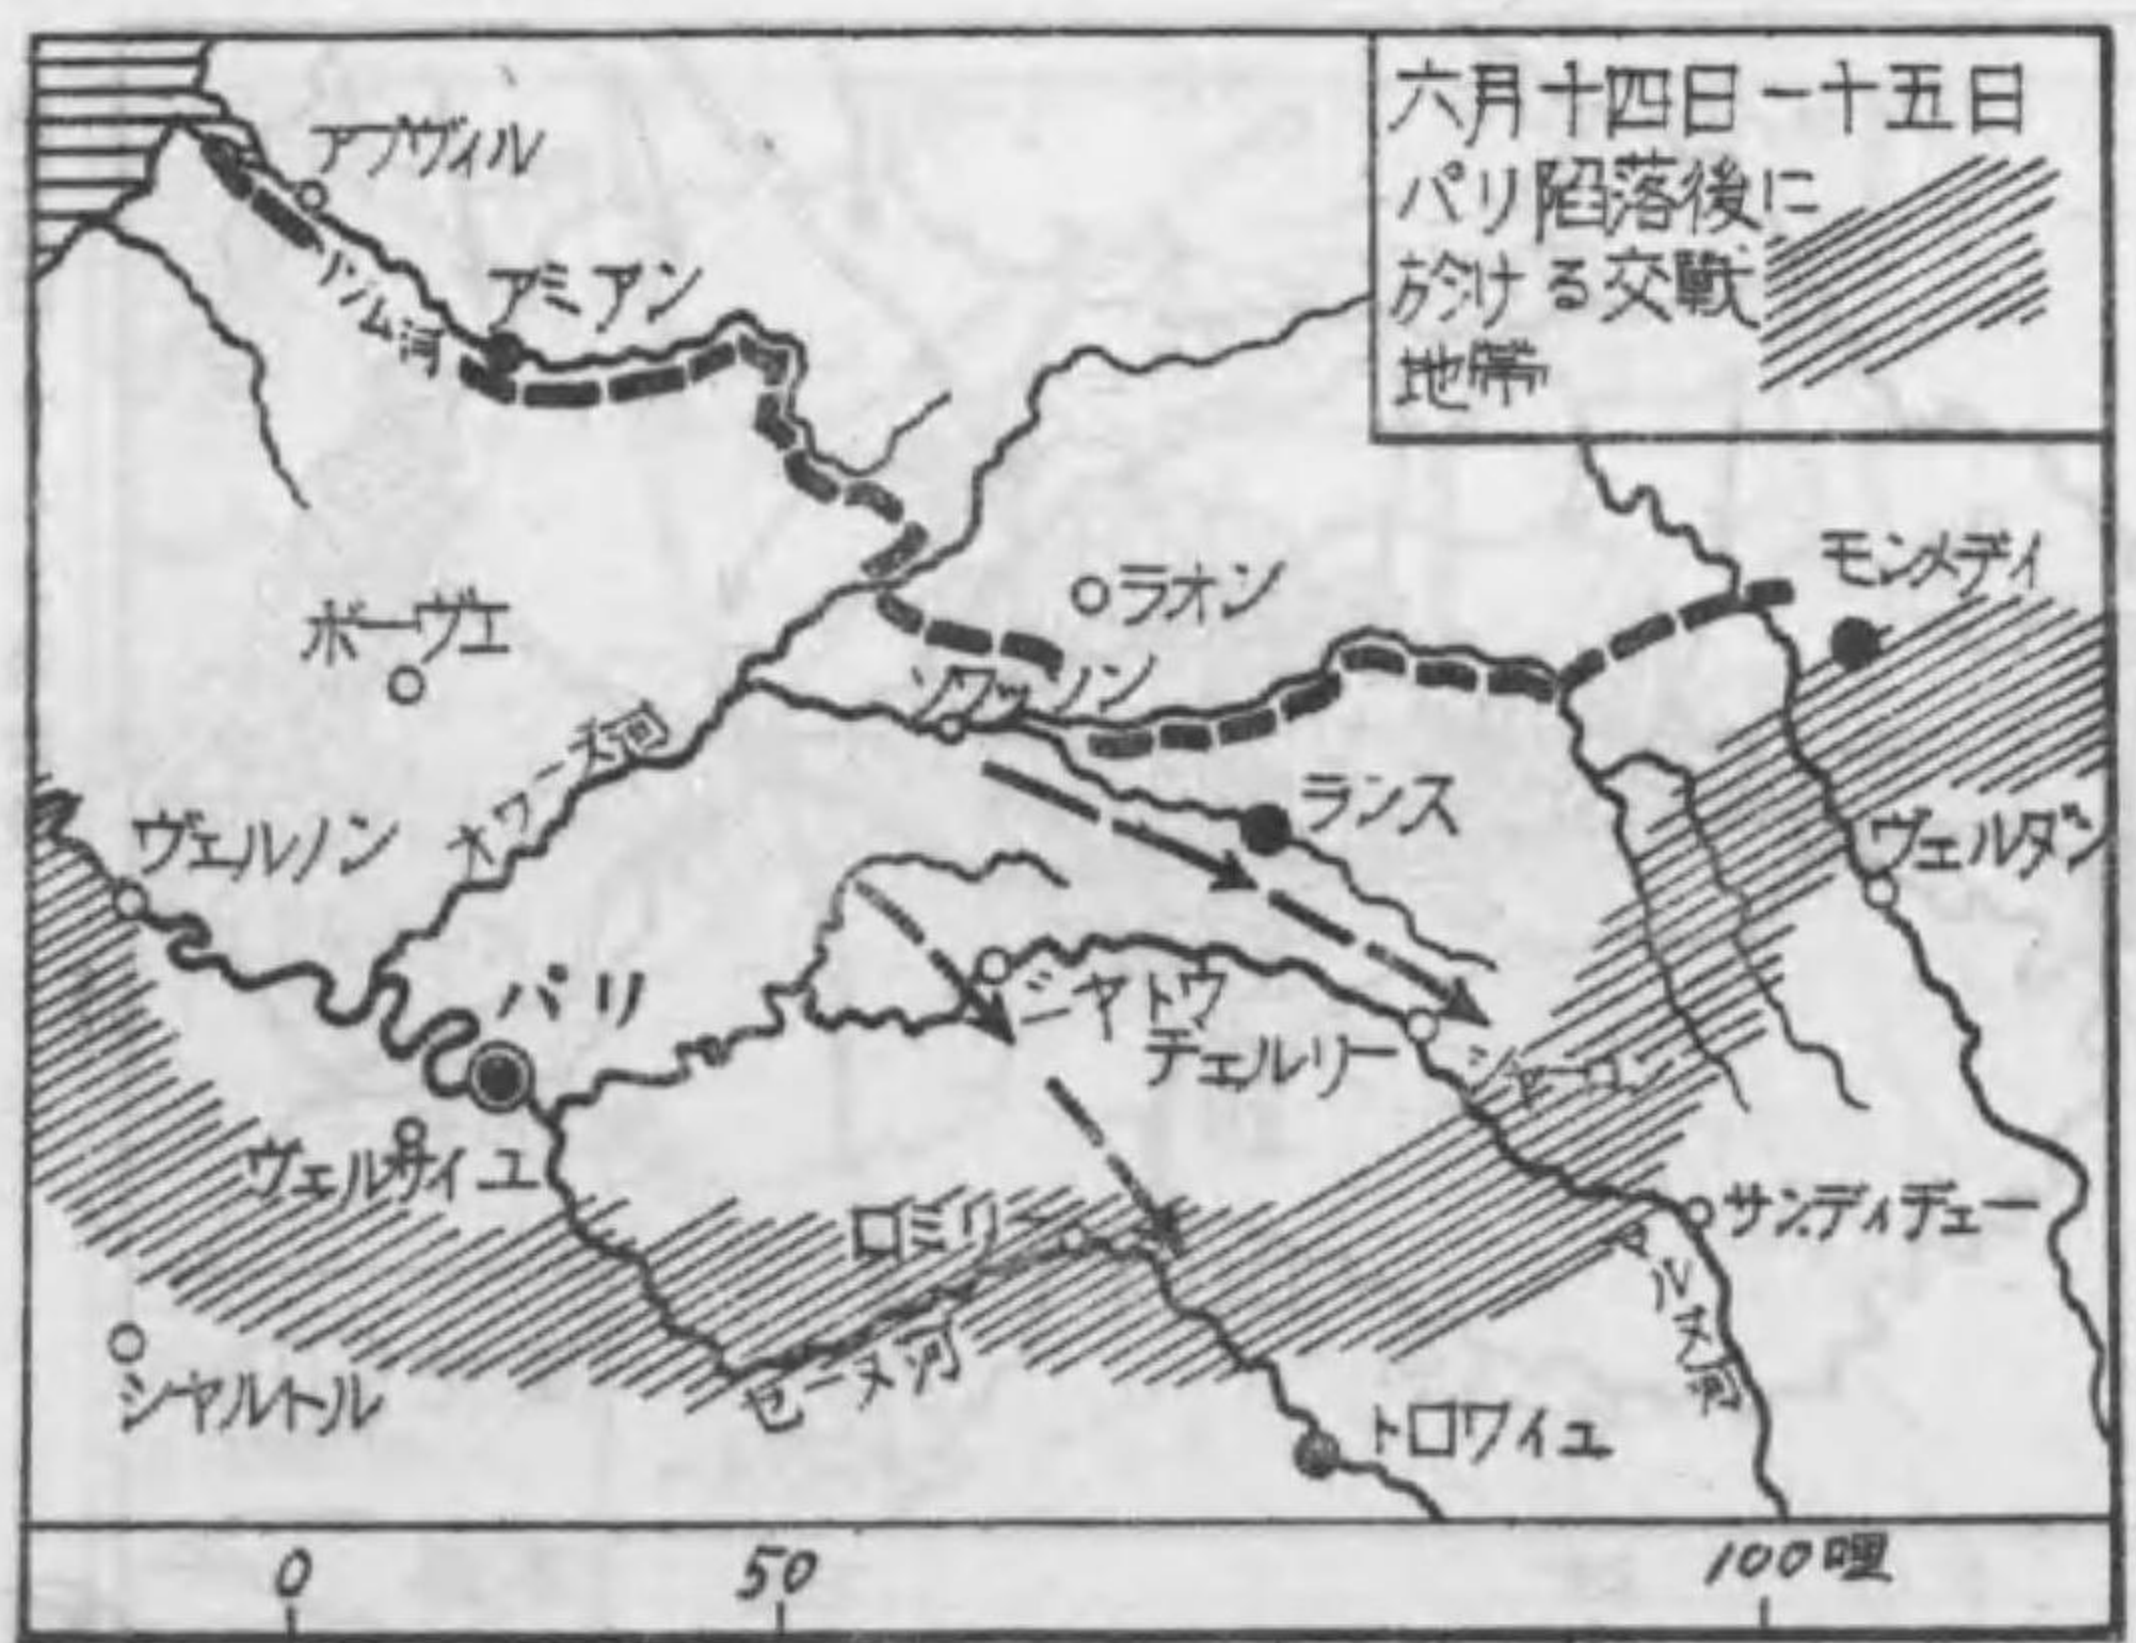 六月十四日一十五日
パリ陥落後に
於ける交戰
地帶
アブヴィル
ソンム河
アミアン
ラオン
モンメディ
ボーヴェ
ソワッソン
オワーズ河
ランス
ヴェルダン
ヴェルノン
パリ
シャトウ
チェルリー
シャーロン
ヴェルサイユ
ロミリー
サンディヂェー
マルヌ河
セーヌ河
シャルトル
トロワイユ
0 50 100哩